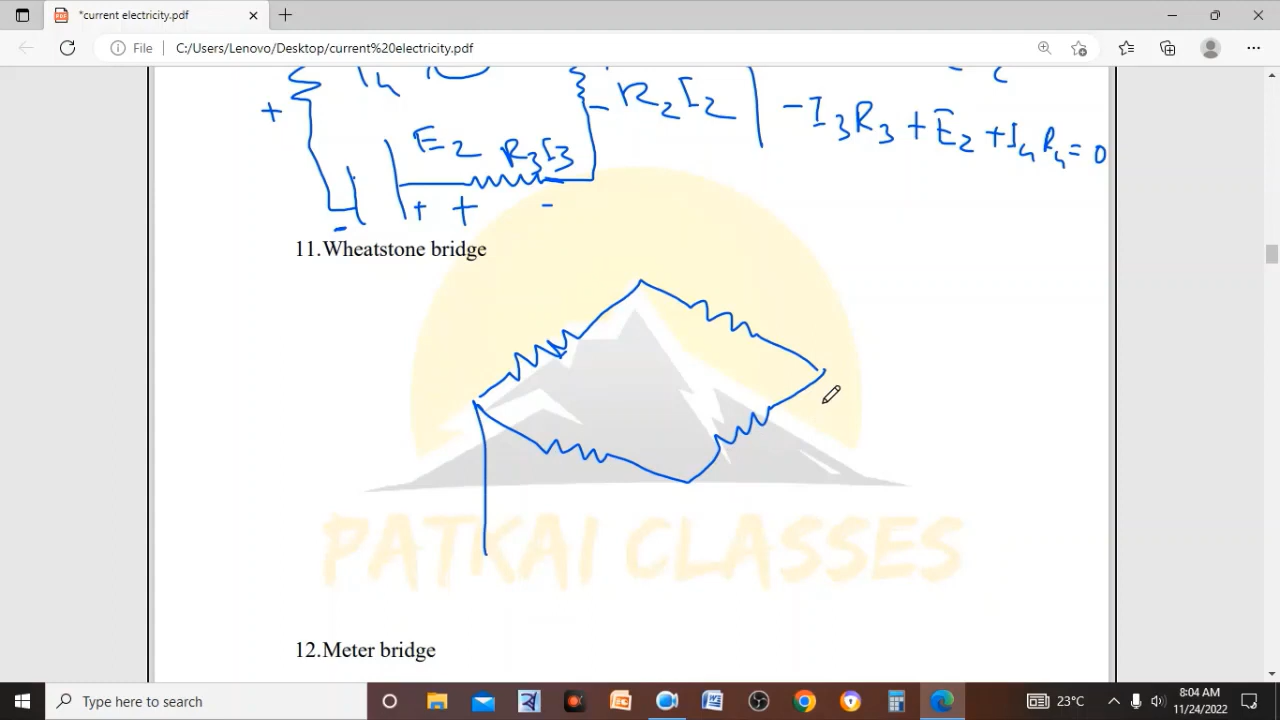 *current electricity.pdf
File C:/Users/Lenovo/Desktop/current%20electricity.pdf
+ - R₂I₂ -I₃R₃ + E₂ + I₄R₄ = 0
E₂ R₃I₃
- + + -
11.Wheatstone bridge
PATKAI CLASSES
12.Meter bridge
Type here to search 23°C 8:04 AM
11/24/2022